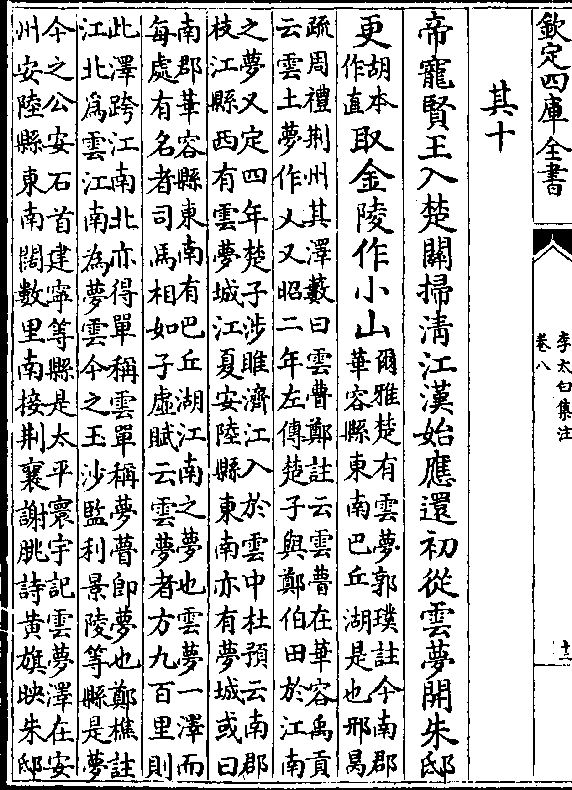 欽定四庫全書
李太白集注
卷八
十二
其十
帝寵賢王入楚關掃淸江漢始應還初從雲夢開朱邸
更胡本作直取金陵作小山爾雅楚有雲夢郭璞註今南郡
華容縣東南巴丘湖是也邢昺
疏周禮荆州其澤藪曰雲瞢鄭註云雲瞢在華容禹貢
云雲土夢作乂又昭二年左傳楚子與鄭伯田於江南
之夢又定四年楚子涉雎濟江入於雲中杜預云南郡
枝江縣西有雲夢城江夏安陸縣東南亦有夢城或曰
南郡華容縣東南有巴丘湖江南之夢也雲夢一澤而
每處有名者司馬相如子虛賦云雲夢者方九百里則
此澤跨江南北亦得單稱雲單稱夢瞢即夢也鄭樵註
江北爲雲江南為夢雲今之玉沙監利景陵等縣是夢
今之公安石首建寧等縣是太平寰宇記雲夢澤在安
州安陸縣東南闊數里南接荆襄謝朓詩黄旗映朱邸